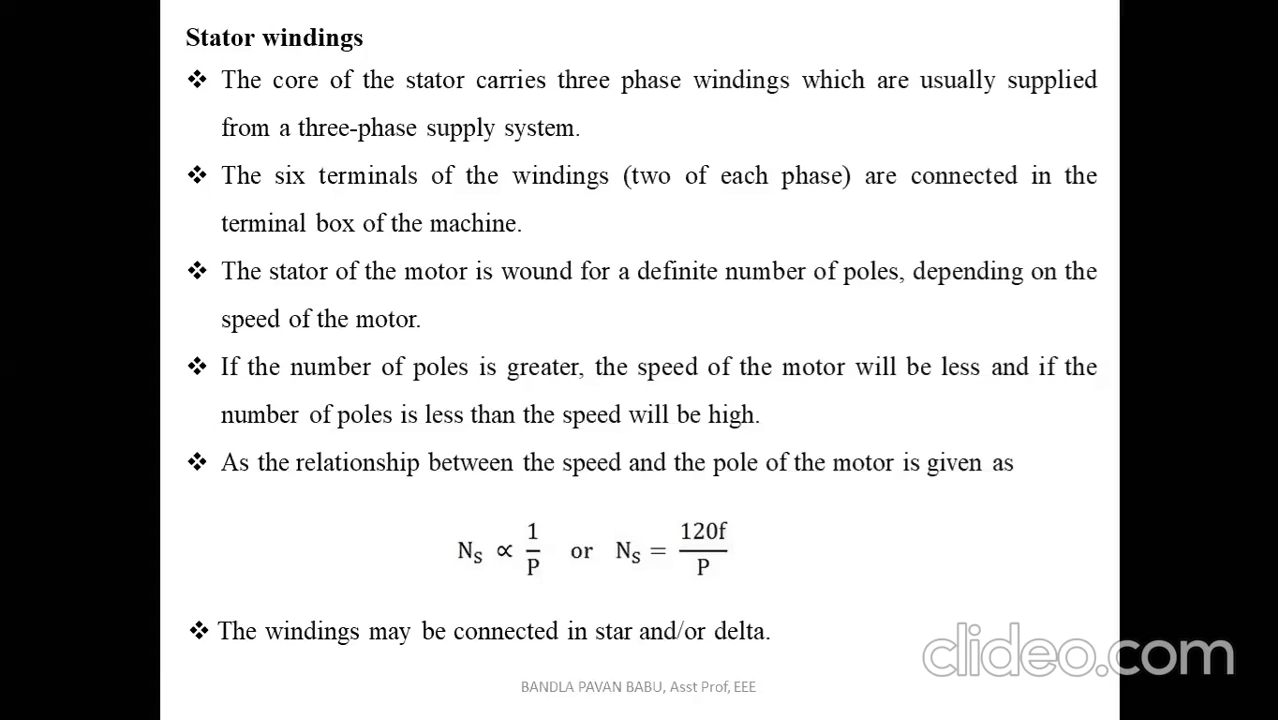 Stator windings
❖ The core of the stator carries three phase windings which are usually supplied
from a three-phase supply system.
❖ The six terminals of the windings (two of each phase) are connected in the
terminal box of the machine.
❖ The stator of the motor is wound for a definite number of poles, depending on the
speed of the motor.
❖ If the number of poles is greater, the speed of the motor will be less and if the
number of poles is less than the speed will be high.
❖ As the relationship between the speed and the pole of the motor is given as
N_S ∝ 1/P or N_S = 120f/P
❖ The windings may be connected in star and/or delta.
clideo.com
BANDLA PAVAN BABU, Asst Prof, EEE